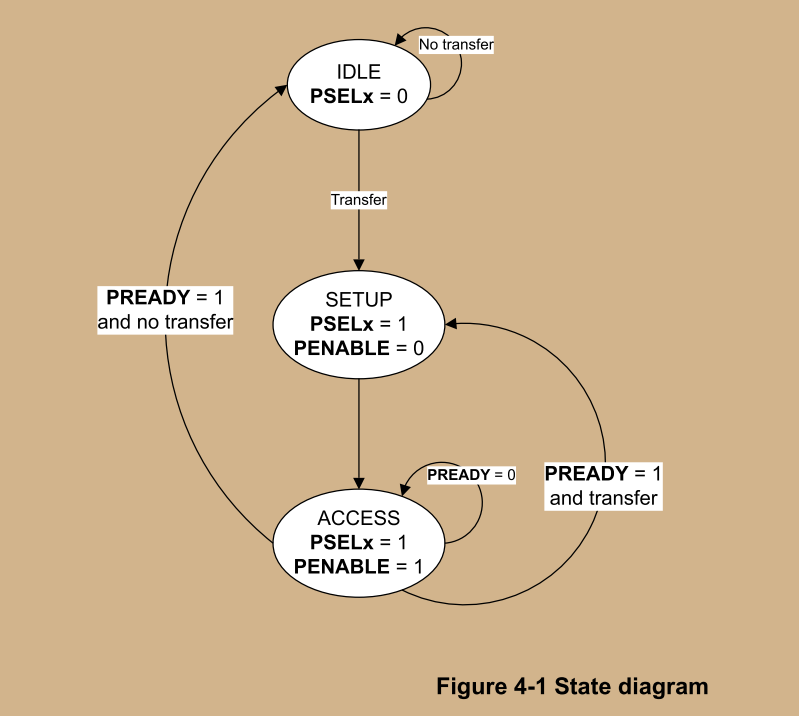 No transfer
IDLE
PSELx = 0
Transfer
PREADY = 1
and no transfer
SETUP
PSELx = 1
PENABLE = 0
PREADY = 0
PREADY = 1
and transfer
ACCESS
PSELx = 1
PENABLE = 1
Figure 4-1 State diagram